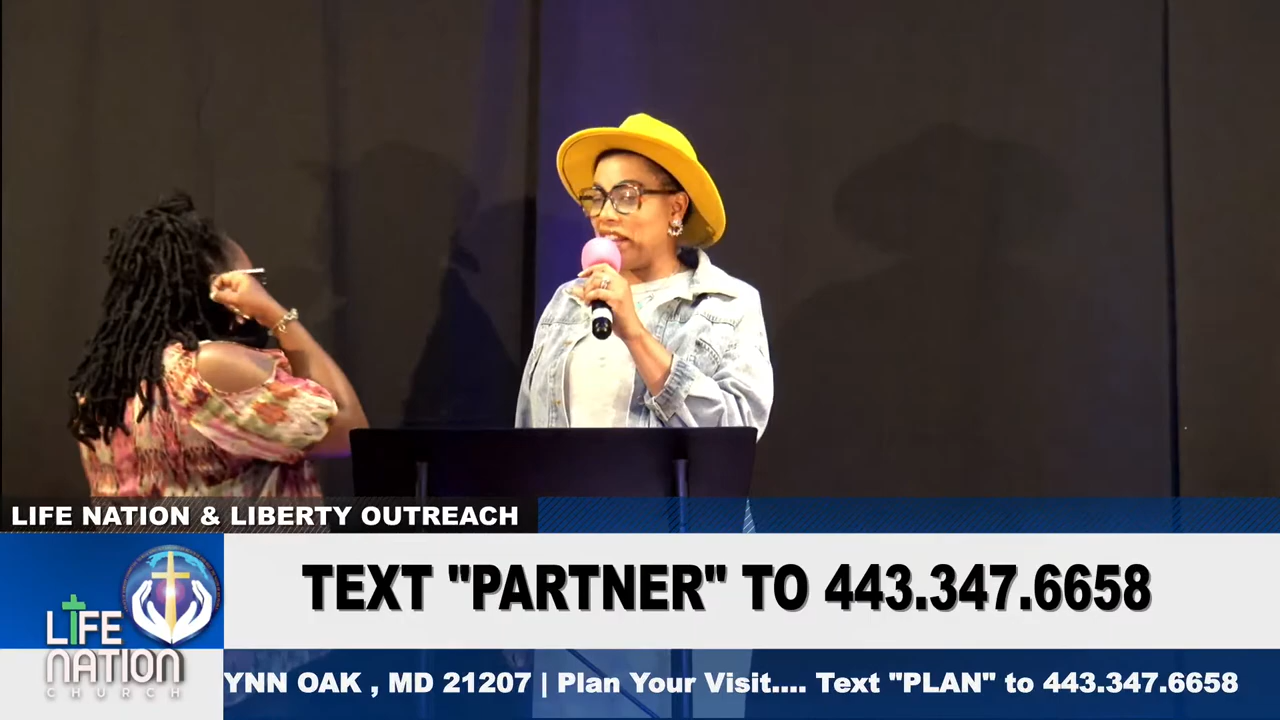 LIFE NATION & LIBERTY OUTREACH
TEXT "PARTNER" TO 443.347.6658
LIFE
NATION
CHURCH
YNN OAK , MD 21207 | Plan Your Visit.... Text "PLAN" to 443.347.6658